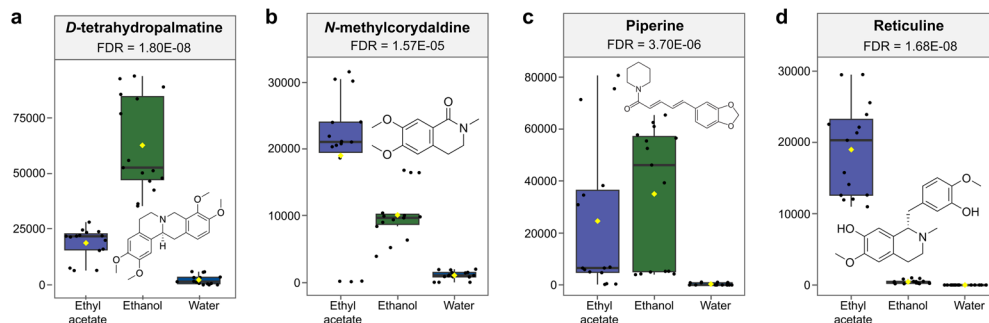 a
D-tetrahydropalmatine
FDR = 1.80E-08
75000
50000
25000
0
N
H
O
O
O
O
Ethyl
acetate
Ethanol
Water
b
N-methylcorydaldine
FDR = 1.57E-05
30000
20000
10000
0
O
O
O
N
Ethyl
acetate
Ethanol
Water
c
Piperine
FDR = 3.70E-06
80000
60000
40000
20000
0
N
O
O
O
Ethyl
acetate
Ethanol
Water
d
Reticuline
FDR = 1.68E-08
30000
20000
10000
0
O
OH
HO
N
O
Ethyl
acetate
Ethanol
Water